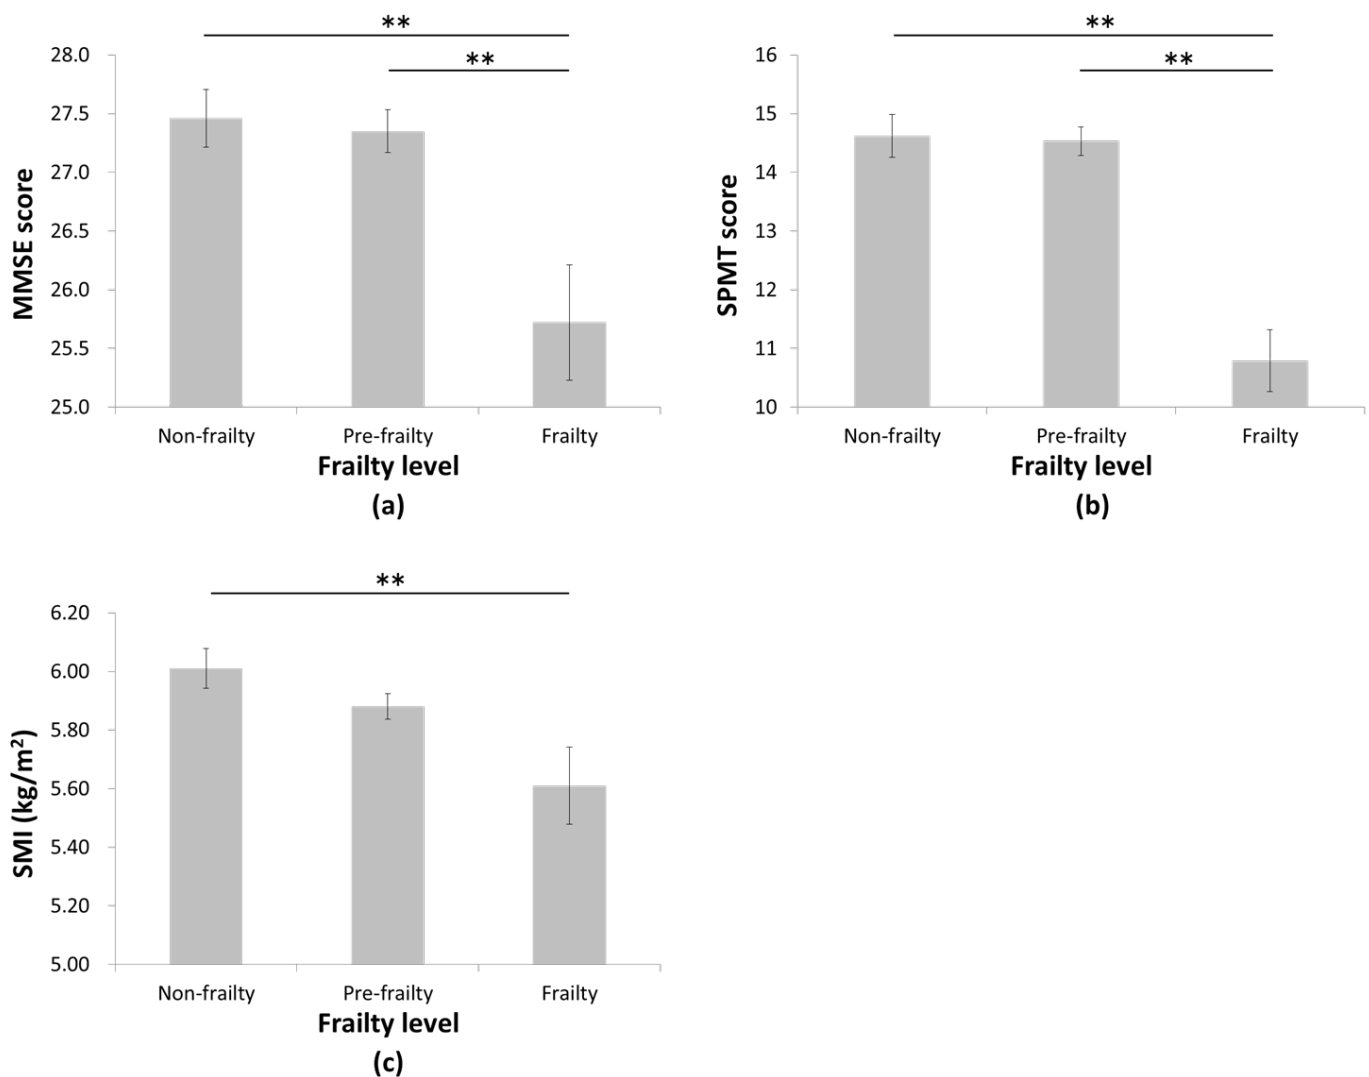 **
**
28.0
27.5
27.0
26.5
26.0
25.5
25.0
MMSE score
Non-frailty Pre-frailty Frailty
Frailty level
(a)
**
**
16
15
14
13
12
11
10
SPMT score
Non-frailty Pre-frailty Frailty
Frailty level
(b)
**
6.20
6.00
5.80
5.60
5.40
5.20
5.00
SMI (kg/m²)
Non-frailty Pre-frailty Frailty
Frailty level
(c)